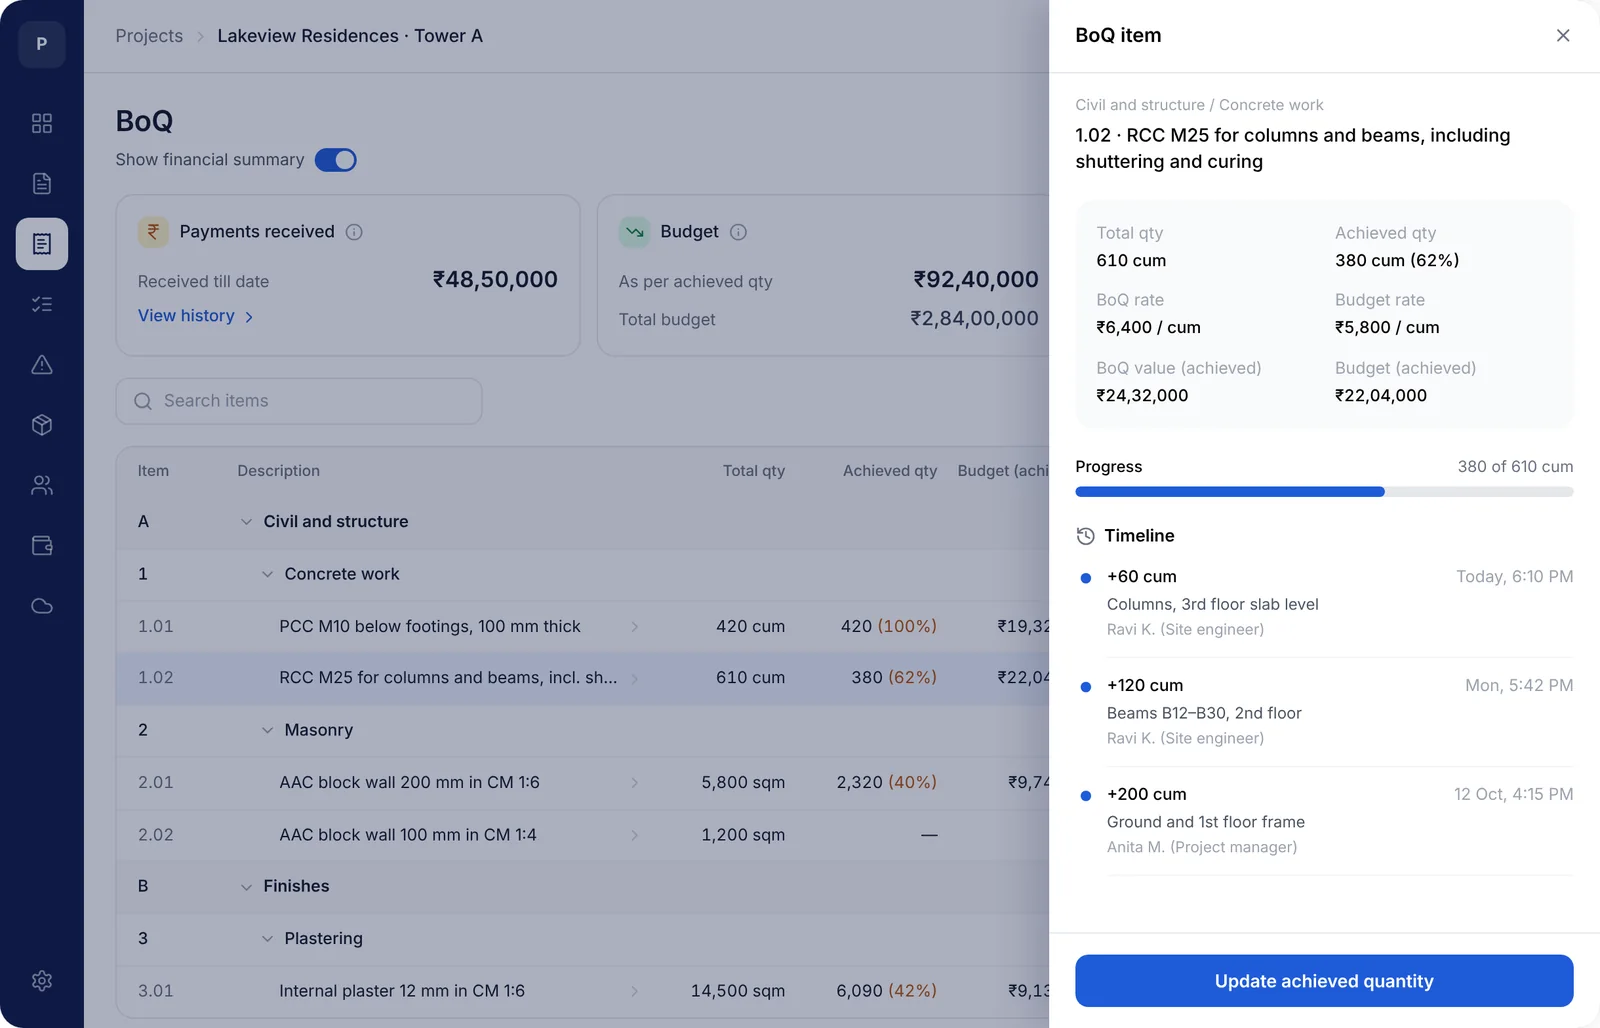 P
Projects
Lakeview Residences · Tower A
BoQ
Show financial summary
₹
Payments received
Received till date
₹48,50,000
View history
Budget
As per achieved qty
₹92,40,000
Total budget
₹2,84,00,000
Search items
Item Description Total qty Achieved qty Budget (achi
A Civil and structure
1 Concrete work
1.01 PCC M10 below footings, 100 mm thick 420 cum 420 (100%) ₹19,32
1.02 RCC M25 for columns and beams, incl. sh... 610 cum 380 (62%) ₹22,04
2 Masonry
2.01 AAC block wall 200 mm in CM 1:6 5,800 sqm 2,320 (40%) ₹9,74
2.02 AAC block wall 100 mm in CM 1:4 1,200 sqm —
B Finishes
3 Plastering
3.01 Internal plaster 12 mm in CM 1:6 14,500 sqm 6,090 (42%) ₹9,13
BoQ item
Civil and structure / Concrete work
1.02 · RCC M25 for columns and beams, including
shuttering and curing
Total qty Achieved qty
610 cum 380 cum (62%)
BoQ rate Budget rate
₹6,400 / cum ₹5,800 / cum
BoQ value (achieved) Budget (achieved)
₹24,32,000 ₹22,04,000
Progress 380 of 610 cum
Timeline
+60 cum Today, 6:10 PM
Columns, 3rd floor slab level
Ravi K. (Site engineer)
+120 cum Mon, 5:42 PM
Beams B12–B30, 2nd floor
Ravi K. (Site engineer)
+200 cum 12 Oct, 4:15 PM
Ground and 1st floor frame
Anita M. (Project manager)
Update achieved quantity